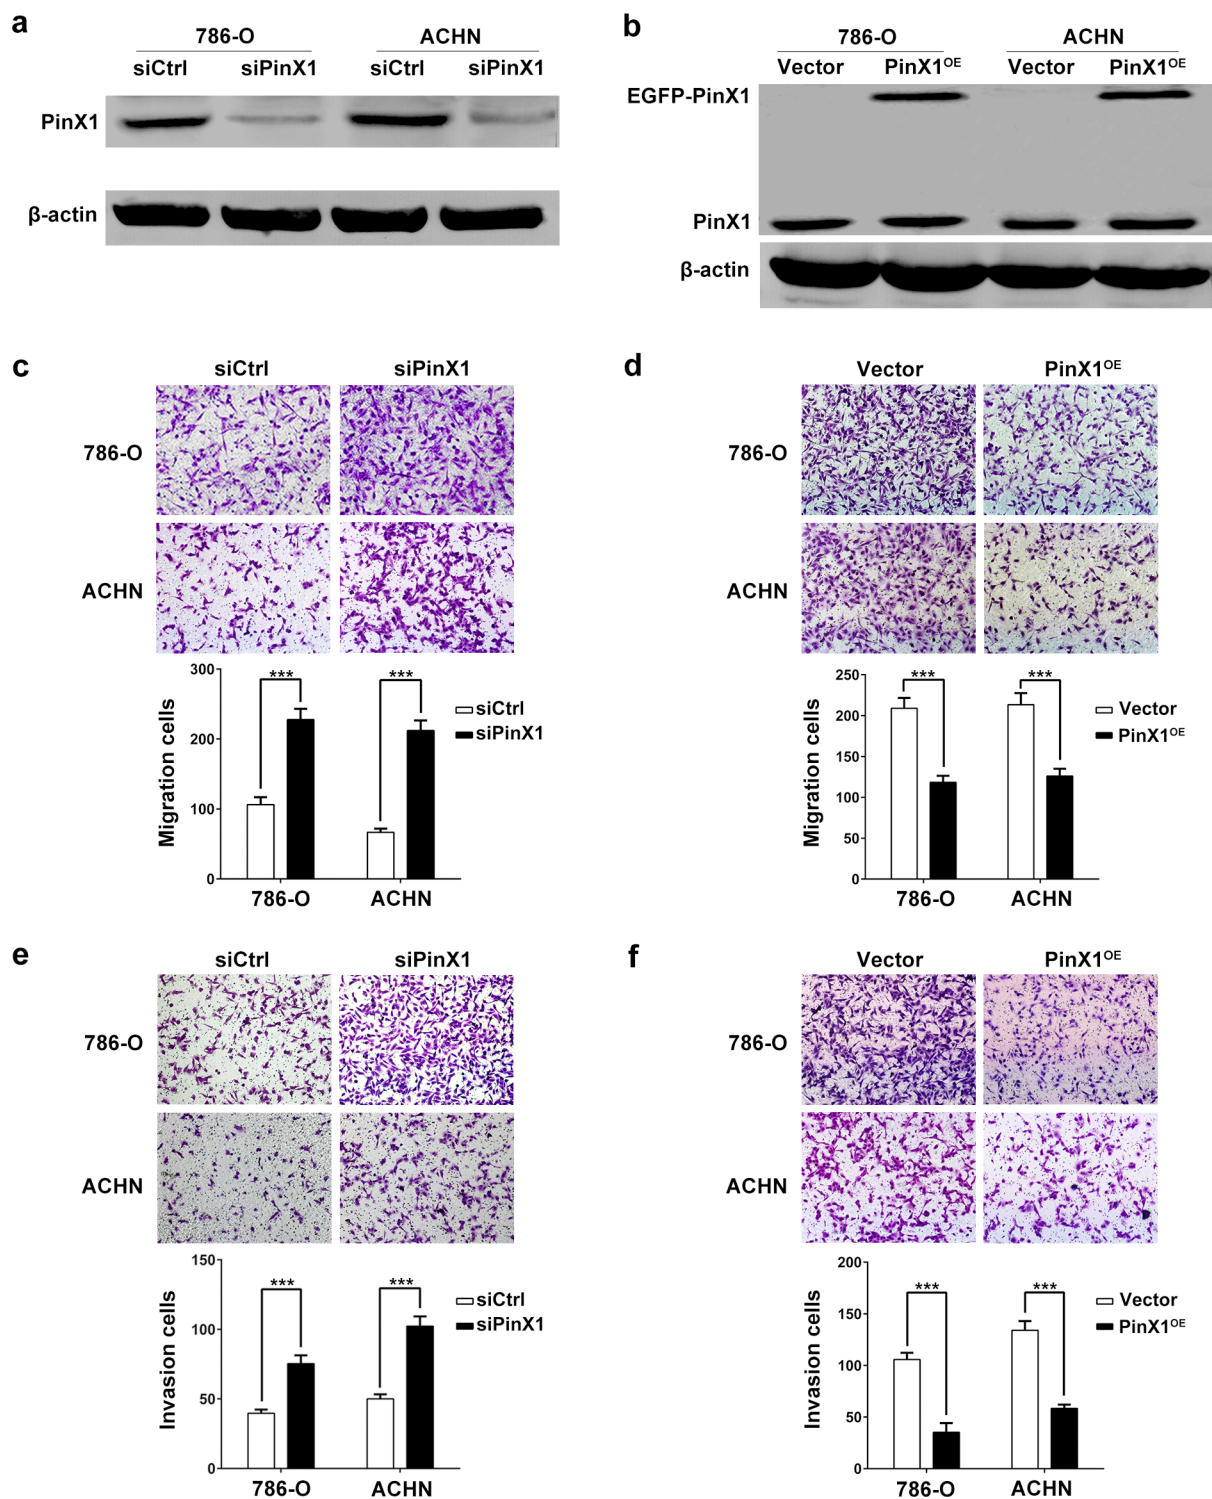 a
786-O ACHN
siCtrl siPinX1 siCtrl siPinX1
PinX1
β-actin
b
786-O ACHN
Vector PinX1OE Vector PinX1OE
EGFP-PinX1
PinX1
β-actin
c
siCtrl siPinX1
786-O
ACHN
300
200
100
0
Migration cells
*** ***
siCtrl
siPinX1
786-O ACHN
d
Vector PinX1OE
786-O
ACHN
250
200
150
100
50
0
Migration cells
*** ***
Vector
PinX1OE
786-O ACHN
e
siCtrl siPinX1
786-O
ACHN
150
100
50
0
Invasion cells
*** ***
siCtrl
siPinX1
786-O ACHN
f
Vector PinX1OE
786-O
ACHN
200
150
100
50
0
Invasion cells
*** ***
Vector
PinX1OE
786-O ACHN